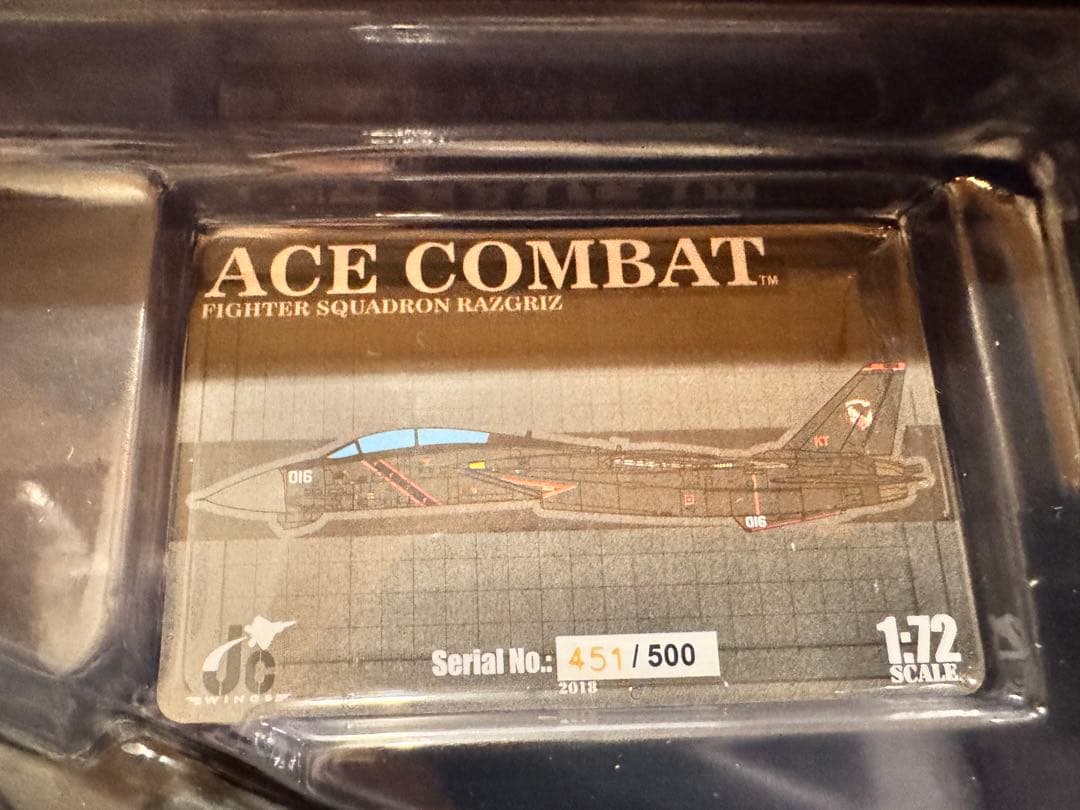 ACE COMBAT™
FIGHTER SQUADRON RAZGRIZ
016
KT
016
JC
WINGS
Serial No.: 451 / 500
2018
1:72
SCALE